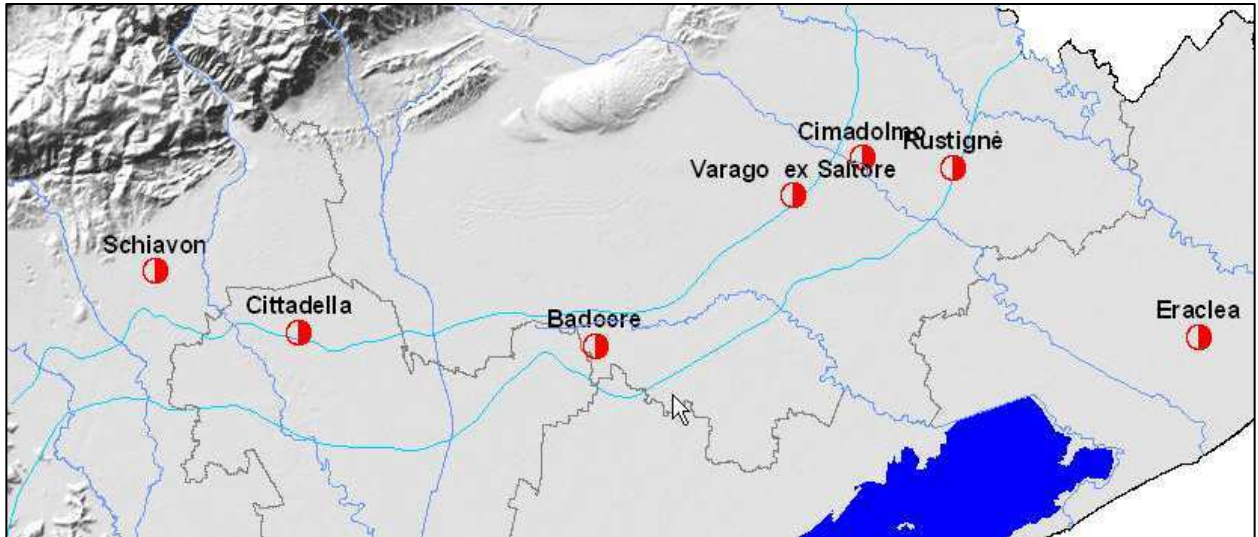 Cimadolmo
Rustignè
Varago ex Saltore
Schiavon
Cittadella
Badoere
Eraclea